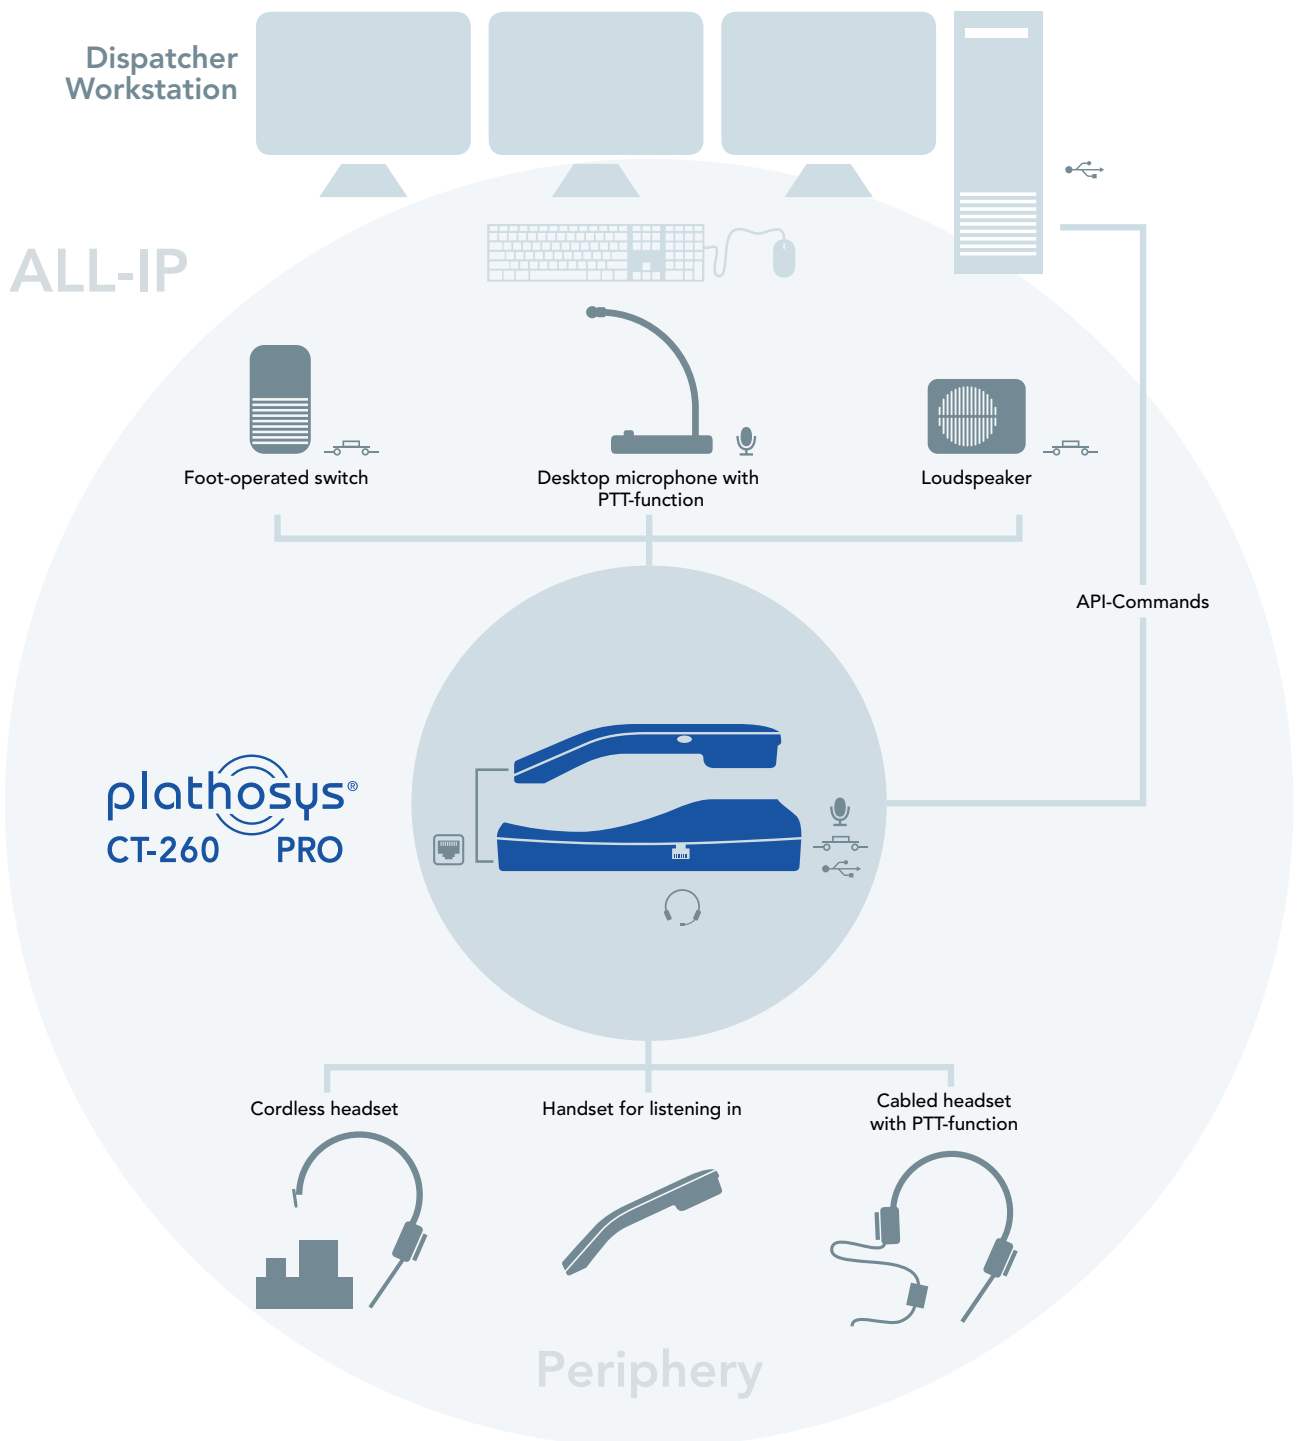 Dispatcher
Workstation
ALL-IP
Foot-operated switch
Desktop microphone with
PTT-function
Loudspeaker
API-Commands
plathosys®
CT-260 PRO
Cordless headset
Handset for listening in
Cabled headset
with PTT-function
Periphery